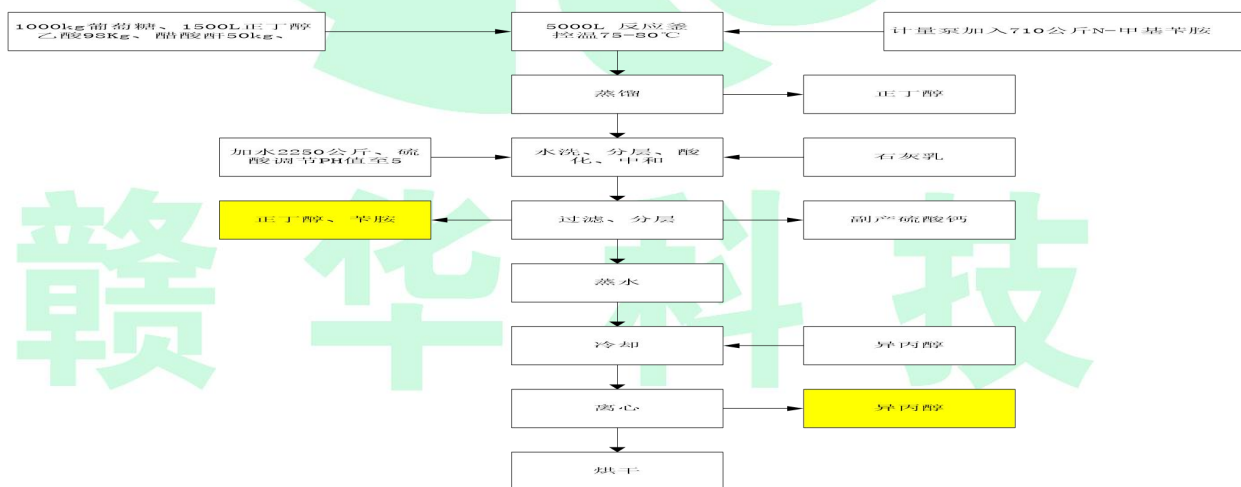 1000kg葡萄糖、1500L正丁醇
乙酸98Kg、醋酸酐50kg、
5000L 反应釜
控温75-80℃
计量泵加入710公斤N-甲基苄胺
蒸馏
正丁醇
加水2250公斤、硫
酸调节PH值至5
水洗、分层、酸
化、中和
石灰乳
正丁醇、苄胺
过滤、分层
副产硫酸钙
蒸水
冷却
异丙醇
离心
异丙醇
烘干
赣华科技